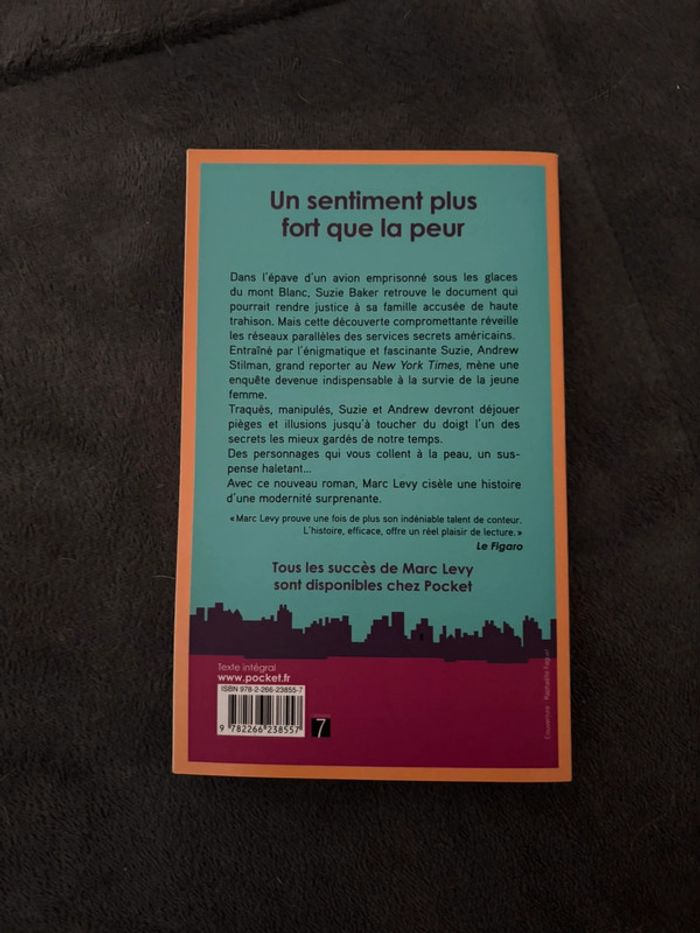 Un sentiment plus
fort que la peur
Dans l'épave d'un avion emprisonné sous les glaces
du mont Blanc, Suzie Baker retrouve le document qui
pourrait rendre justice à sa famille accusée de haute
trahison. Mais cette découverte compromettante réveille
les réseaux parallèles des services secrets américains.
Entraîné par l'énigmatique et fascinante Suzie, Andrew
Stilman, grand reporter au New York Times, mène une
enquête devenue indispensable à la survie de la jeune
femme.
Traqués, manipulés, Suzie et Andrew devront déjouer
pièges et illusions jusqu'à toucher du doigt l'un des
secrets les mieux gardés de notre temps.
Des personnages qui vous collent à la peau, un sus-
pense haletant...
Avec ce nouveau roman, Marc Levy cisèle une histoire
d'une modernité surprenante.
« Marc Levy prouve une fois de plus son indéniable talent de conteur.
L'histoire, efficace, offre un réel plaisir de lecture. »
Le Figaro
Tous les succès de Marc Levy
sont disponibles chez Pocket
Texte intégral
www.pocket.fr
ISBN 978-2-266-23855-7
9 782266 238557
7
Couverture : Raphaëlle Faguer